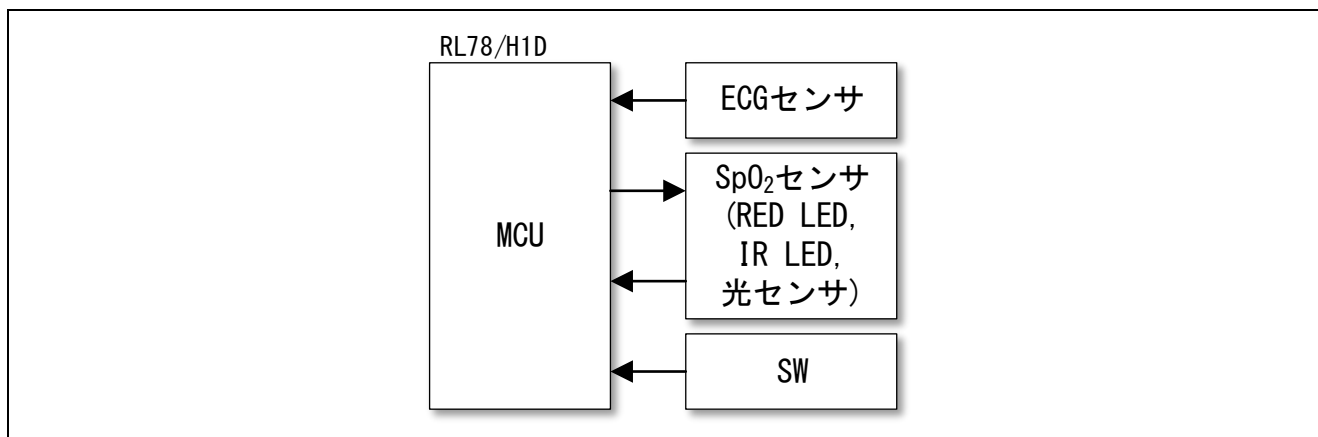 RL78/H1D
MCU
ECGセンサ
SpO₂センサ
(RED LED,
IR LED,
光センサ)
SW